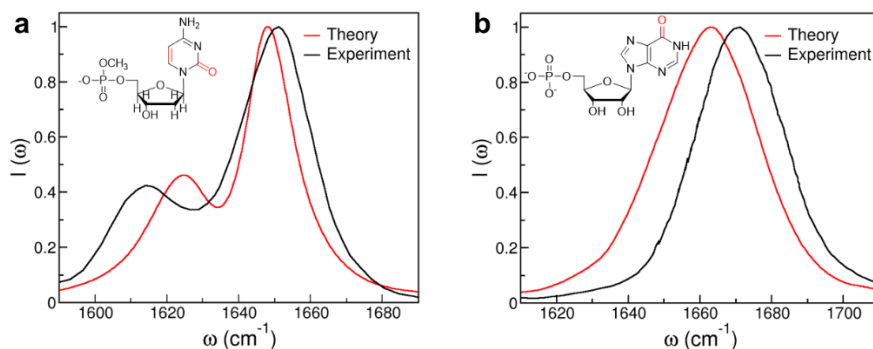 a
NH₂
N
N
O
OCH₃
-O-P-O
O
O
H H H H
OH
Theory
Experiment
I (ω)
1
0.8
0.6
0.4
0.2
0
1600 1620 1640 1660 1680
ω (cm⁻¹)
b
O
N NH
N N
O
-O-P-O
O-
O
OH OH
Theory
Experiment
I (ω)
1
0.8
0.6
0.4
0.2
0
1620 1640 1660 1680 1700
ω (cm⁻¹)